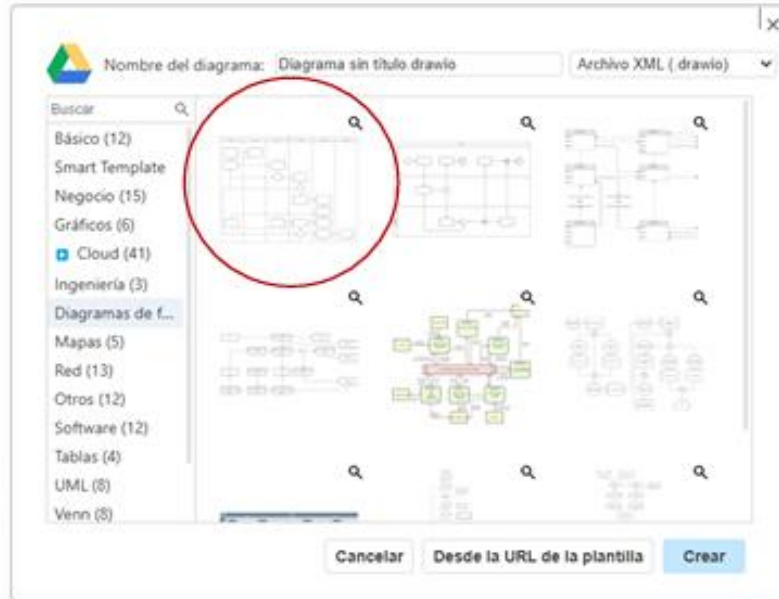 Nombre del diagrama: Diagrama sin título drawio Archivo XML ( drawio)
Buscar
Básico (12)
Smart Template
Negocio (15)
Gráficos (6)
Cloud (41)
Ingeniería (3)
Diagramas de f...
Mapas (5)
Red (13)
Otros (12)
Software (12)
Tablas (4)
UML (8)
Venn (8)
Cancelar Desde la URL de la plantilla Crear